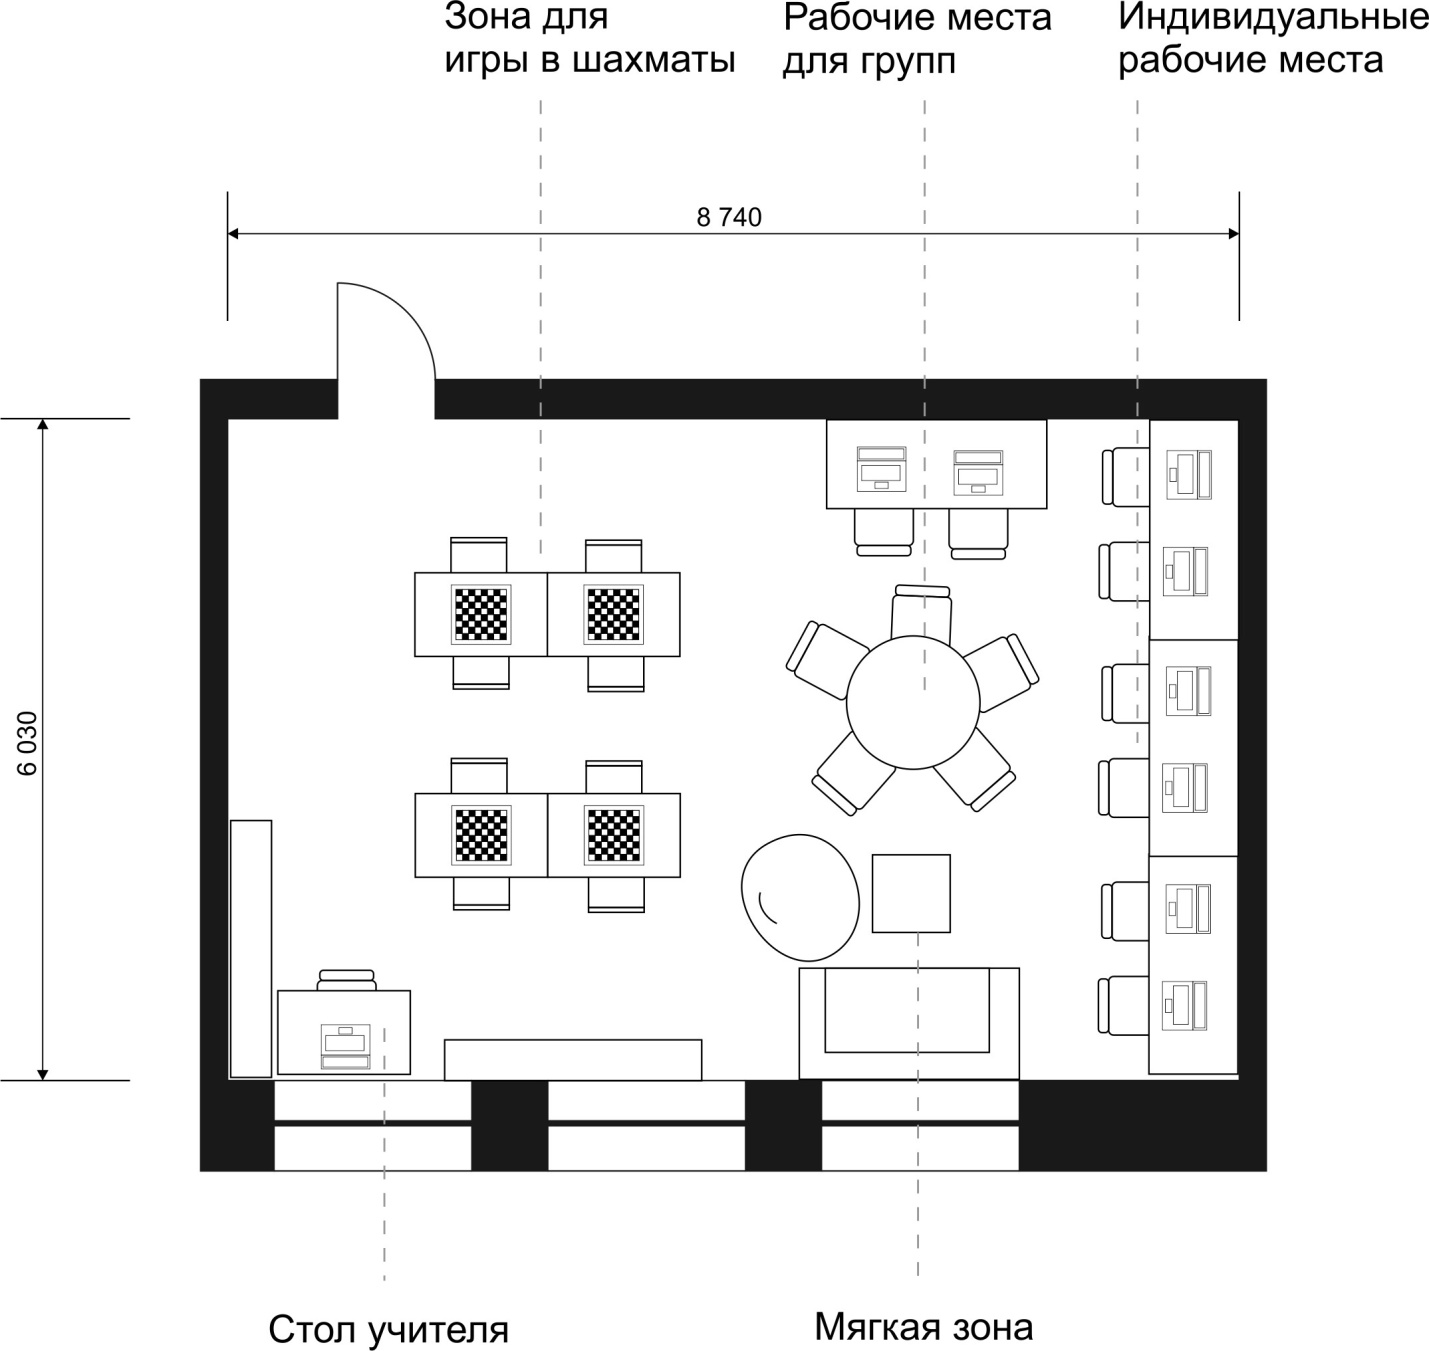 Зона для
игры в шахматы
Рабочие места
для групп
Индивидуальные
рабочие места
8 740
6 030
Стол учителя
Мягкая зона